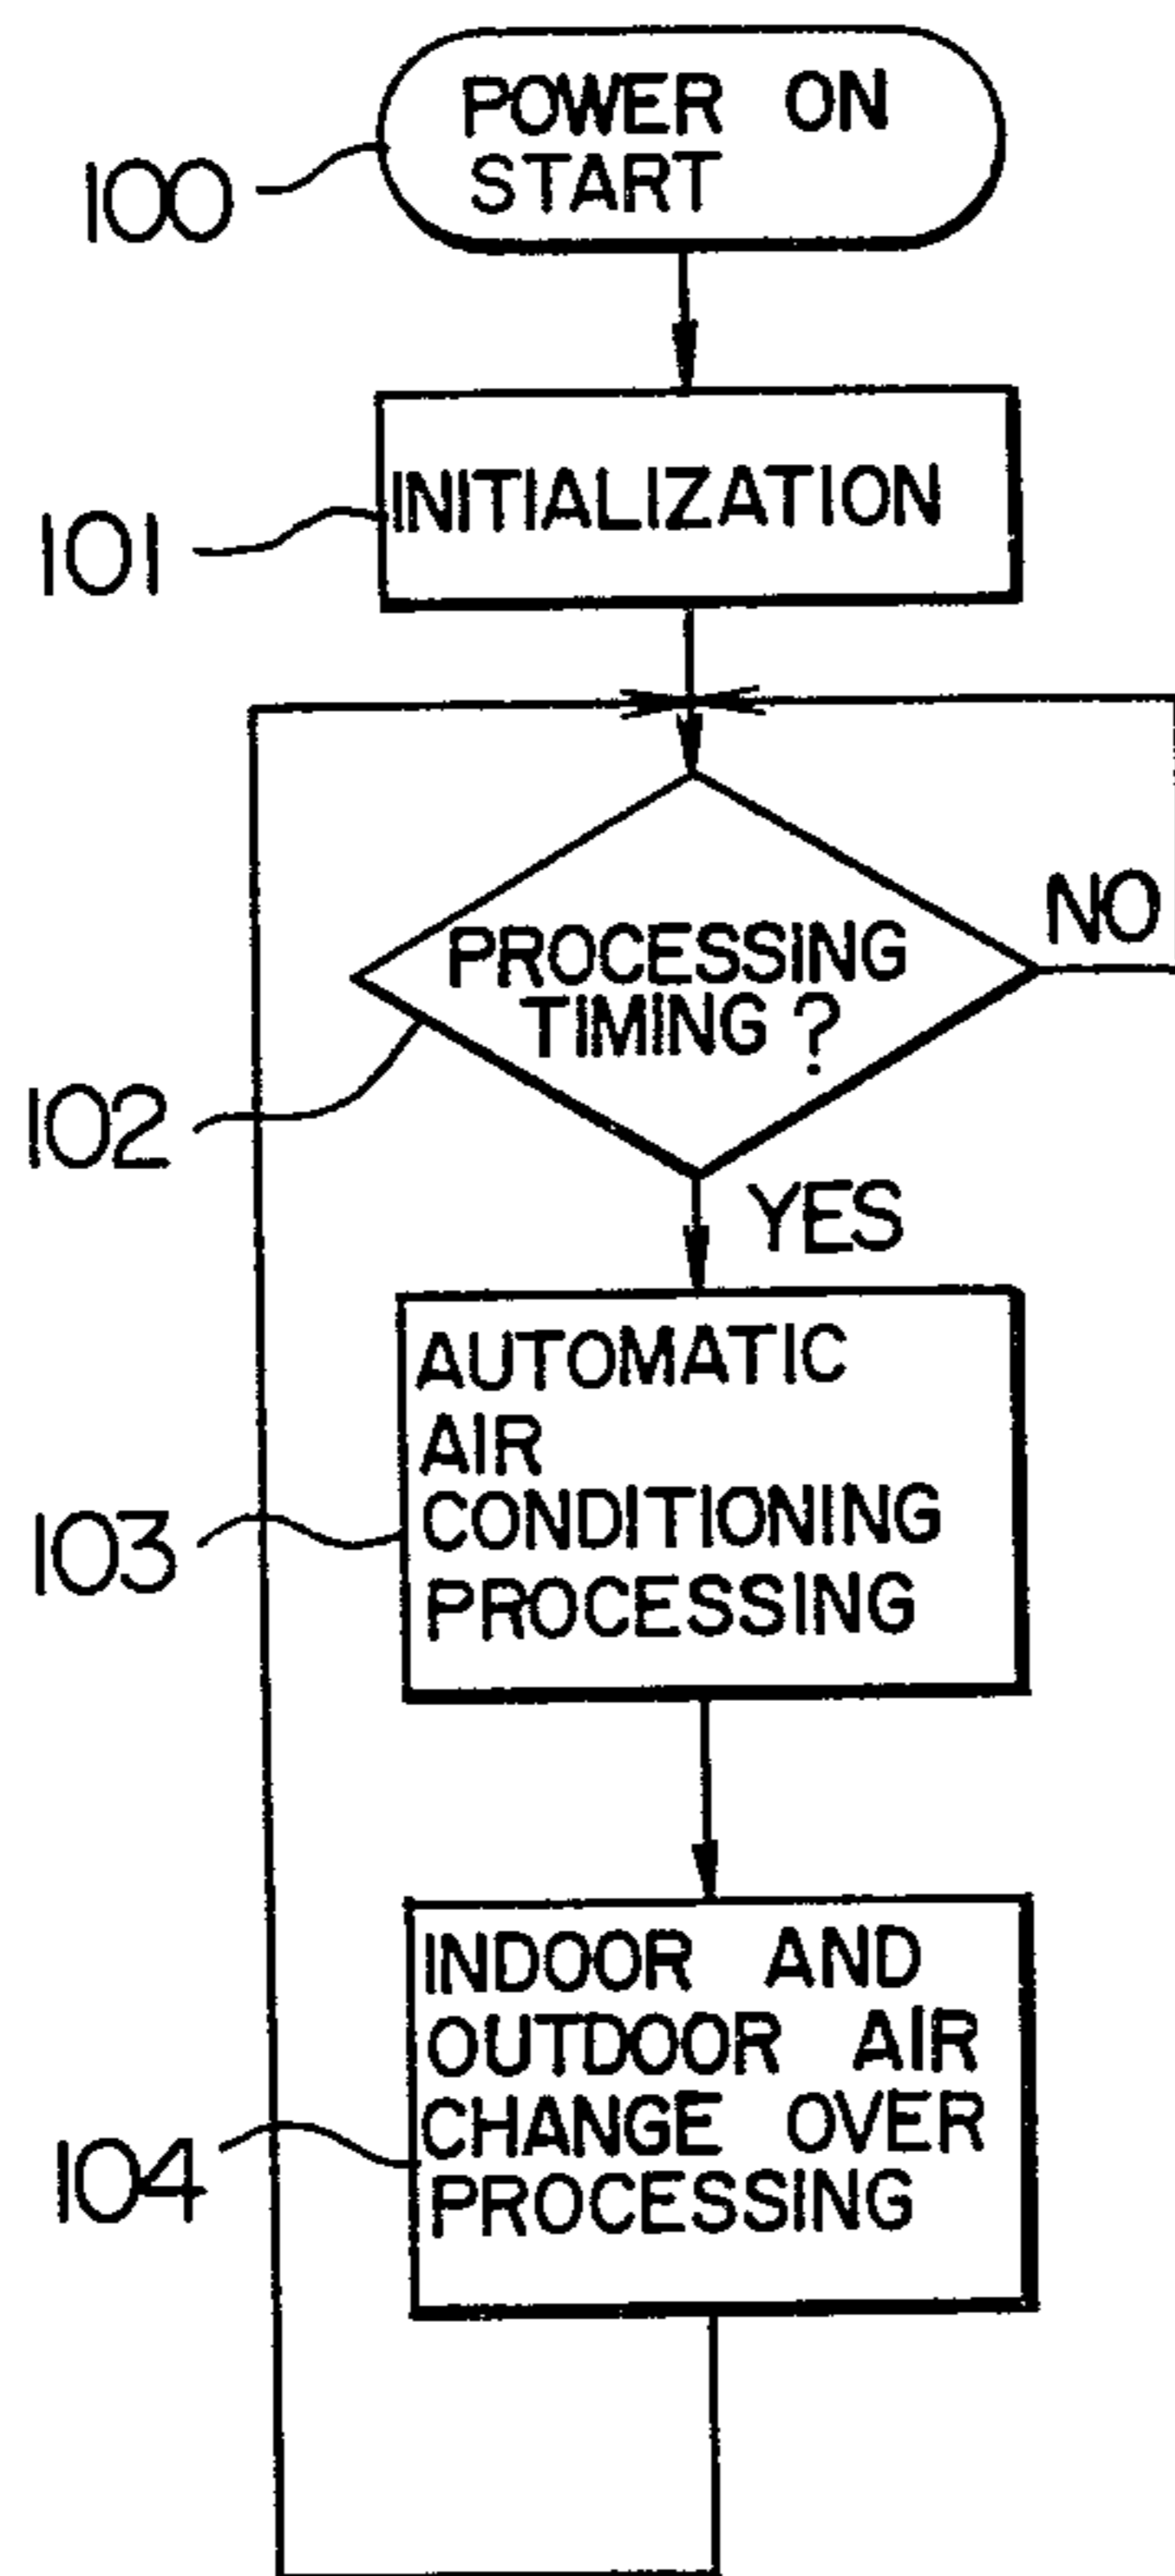 POWER ON
START
100
INITIALIZATION
101
NO
PROCESSING
TIMING ?
102
YES
AUTOMATIC
AIR
CONDITIONING
PROCESSING
103
INDOOR AND
OUTDOOR AIR
CHANGE OVER
PROCESSING
104